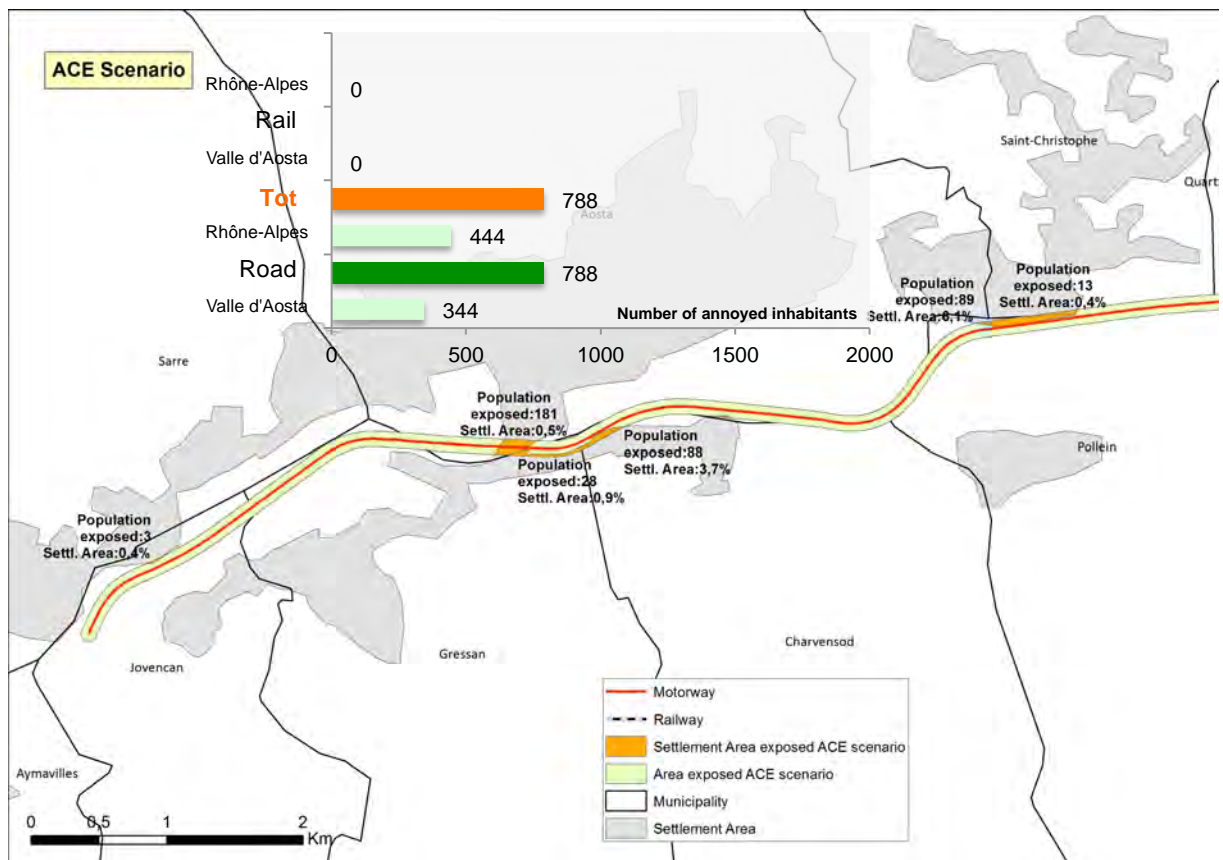 ACE Scenario
Rhône-Alpes
0
Rail
Valle d'Aosta
0
Tot
788
Aosta
Rhône-Alpes
444
Road
788
Valle d'Aosta
344
Number of annoyed inhabitants
0
500
1000
1500
2000
Saint-Christophe
Quart
Population
exposed:89
Settl. Area:6,1%
Population
exposed:13
Settl. Area:0,4%
Sarre
Population
exposed:181
Settl. Area:0,5%
Population
exposed:28
Settl. Area:0,9%
Population
exposed:88
Settl. Area:3,7%
Pollein
Population
exposed:3
Settl. Area:0,4%
Jovencan
Gressan
Charvensod
Aymavilles
0
0,5
1
2
Km
Motorway
Railway
Settlement Area exposed ACE scenario
Area exposed ACE scenario
Municipality
Settlement Area